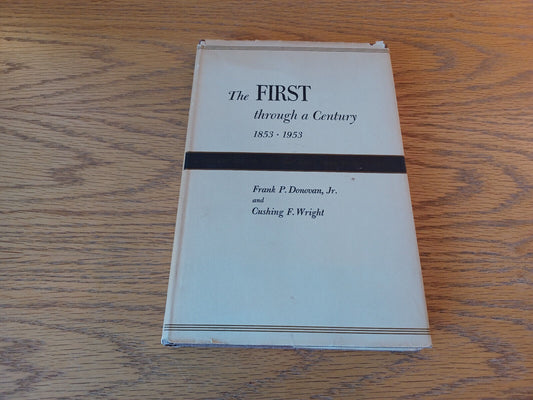 The FIRST
through a Century
1853 · 1953
Frank P. Donovan, Jr.
and
Cushing F. Wright